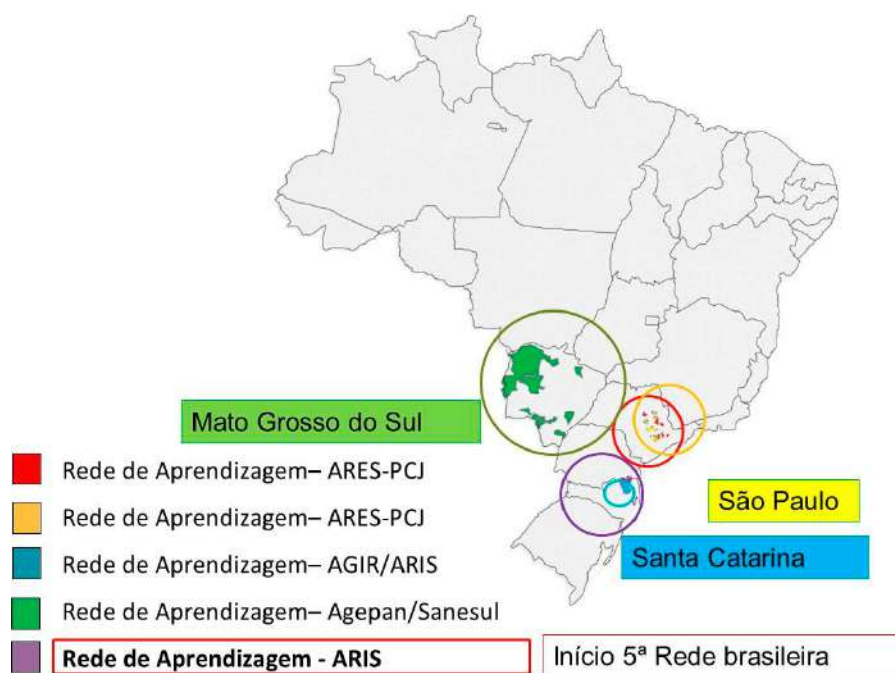 Mato Grosso do Sul
Rede de Aprendizagem– ARES-PCJ
São Paulo
Rede de Aprendizagem– ARES-PCJ
Santa Catarina
Rede de Aprendizagem– AGIR/ARIS
Rede de Aprendizagem– Agepan/Sanesul
Rede de Aprendizagem - ARIS
Início 5ª Rede brasileira